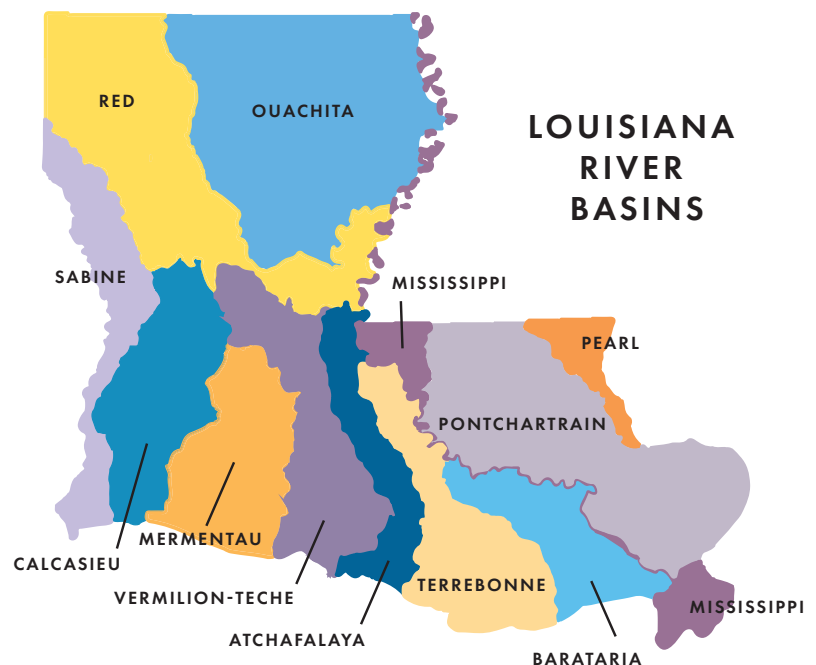 RED
OUACHITA
LOUISIANA
RIVER
BASINS
SABINE
MISSISSIPPI
PEARL
PONTCHARTRAIN
MERMENTAU
CALCASIEU
TERREBONNE
VERMILION-TECHE
MISSISSIPPI
ATCHAFALAYA
BARATARIA